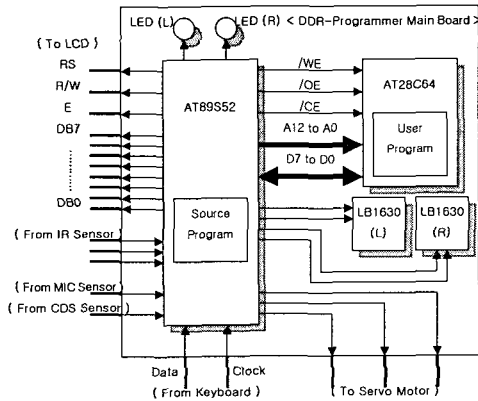 LED (L)
LED (R)
< DDR-Programmer Main Board >
( To LCD )
RS
R/W
E
DB7
DB0
( From IR Sensor )
( From MIC Sensor )
( From CDS Sensor )
AT89S52
Source
Program
/WE
/OE
/CE
A12 to A0
D7 to D0
AT28C64
User
Program
LB1630
(L)
LB1630
(R)
Data
Clock
( From Keyboard )
( To Servo Motor )